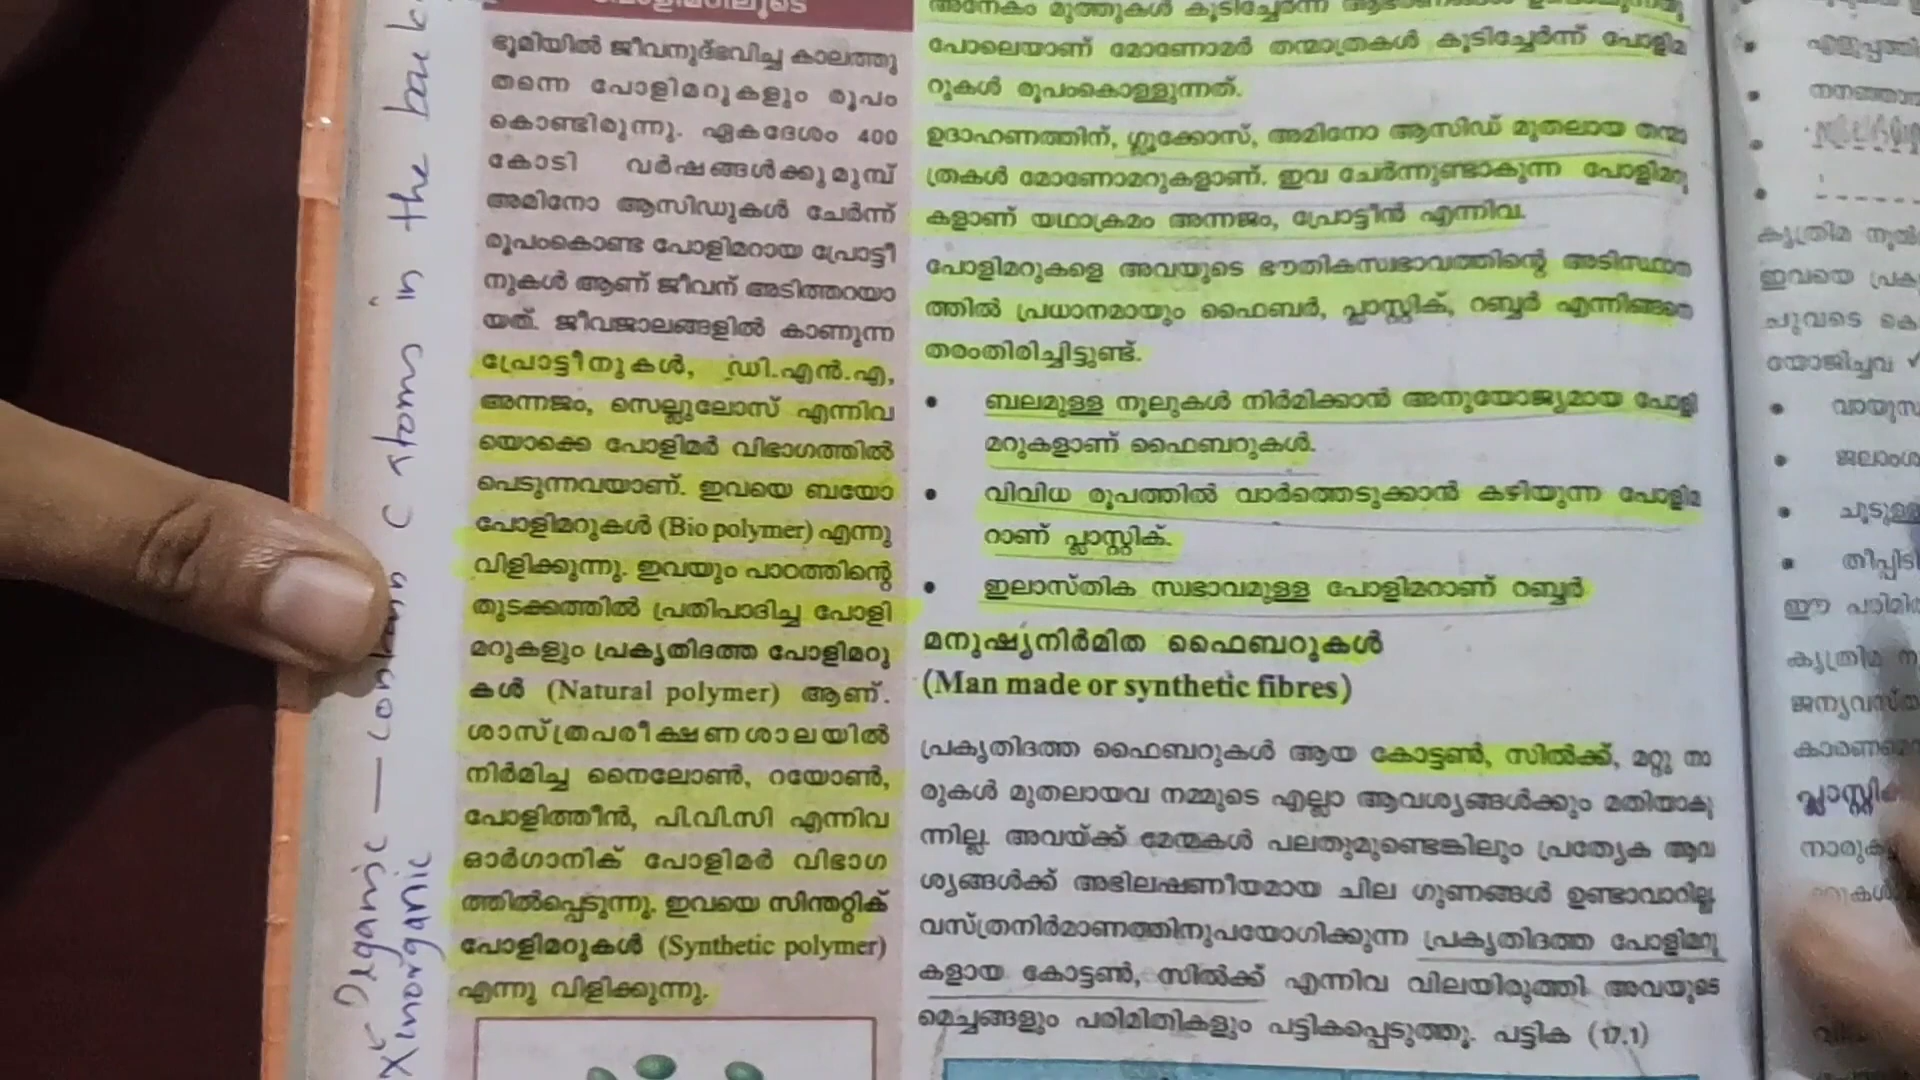 ഭൂമിയിൽ ജീവനുദ്ഭവിച്ച കാലത്തു
തന്നെ പോളിമറുകളും രൂപം
കൊണ്ടിരുന്നു. ഏകദേശം 400
കോടി വർഷങ്ങൾക്കുമുമ്പ്
അമിനോ ആസിഡുകൾ ചേർന്ന്
രൂപംകൊണ്ട പോളിമറായ പ്രോട്ടീ
നുകൾ ആണ് ജീവന് അടിത്തറയാ
യത്. ജീവജാലങ്ങളിൽ കാണുന്ന
പ്രോട്ടീനുകൾ, ഡി.എൻ.എ,
അന്നജം, സെല്ലുലോസ് എന്നിവ
യൊക്കെ പോളിമർ വിഭാഗത്തിൽ
പെടുന്നവയാണ്. ഇവയെ ബയോ
പോളിമറുകൾ (Bio polymer) എന്നു
വിളിക്കുന്നു. ഇവയും പാഠത്തിന്റെ
തുടക്കത്തിൽ പ്രതിപാദിച്ച പോളി
മറുകളും പ്രകൃതിദത്ത പോളിമറു
കൾ (Natural polymer) ആണ്.
ശാസ്ത്രപരീക്ഷണശാലയിൽ
നിർമിച്ച നൈലോൺ, റയോൺ,
പോളിത്തീൻ, പി.വി.സി എന്നിവ
ഓർഗാനിക് പോളിമർ വിഭാഗ
ത്തിൽപ്പെടുന്നു. ഇവയെ സിന്തറ്റിക്
പോളിമറുകൾ (Synthetic polymer)
എന്നു വിളിക്കുന്നു.
പോലെയാണ് മോണോമർ തന്മാത്രകൾ കൂടിച്ചേർന്ന് പോളിമ
റുകൾ രൂപംകൊള്ളുന്നത്.
ഉദാഹണത്തിന്, ഗ്ലൂക്കോസ്, അമിനോ ആസിഡ് മുതലായ തന്മാ
ത്രകൾ മോണോമറുകളാണ്. ഇവ ചേർന്നുണ്ടാകുന്ന പോളിമറു
കളാണ് യഥാക്രമം അന്നജം, പ്രോട്ടീൻ എന്നിവ.
പോളിമറുകളെ അവയുടെ ഭൗതികസ്വഭാവത്തിന്റെ അടിസ്ഥാന
ത്തിൽ പ്രധാനമായും ഫൈബർ, പ്ലാസ്റ്റിക്, റബ്ബർ എന്നിങ്ങനെ
തരംതിരിച്ചിട്ടുണ്ട്.
• ബലമുള്ള നൂലുകൾ നിർമിക്കാൻ അനുയോജ്യമായ പോളി
മറുകളാണ് ഫൈബറുകൾ.
• വിവിധ രൂപത്തിൽ വാർത്തെടുക്കാൻ കഴിയുന്ന പോളിമ
റാണ് പ്ലാസ്റ്റിക്.
• ഇലാസ്തിക സ്വഭാവമുള്ള പോളിമറാണ് റബ്ബർ
മനുഷ്യനിർമിത ഫൈബറുകൾ
(Man made or synthetic fibres)
പ്രകൃതിദത്ത ഫൈബറുകൾ ആയ കോട്ടൺ, സിൽക്ക്, മറ്റു നാ
രുകൾ മുതലായവ നമ്മുടെ എല്ലാ ആവശ്യങ്ങൾക്കും മതിയാകു
ന്നില്ല. അവയ്ക്ക് മേന്മകൾ പലതുമുണ്ടെങ്കിലും പ്രത്യേക ആവ
ശ്യങ്ങൾക്ക് അഭിലഷണീയമായ ചില ഗുണങ്ങൾ ഉണ്ടാവാറില്ല.
വസ്ത്രനിർമാണത്തിനുപയോഗിക്കുന്ന പ്രകൃതിദത്ത പോളിമറു
കളായ കോട്ടൺ, സിൽക്ക് എന്നിവ വിലയിരുത്തി അവയുടെ
മെച്ചങ്ങളും പരിമിതികളും പട്ടികപ്പെടുത്തൂ. പട്ടിക (17.1)
Organic — contain C atoms in the
Inorganic
കൃത്രിമ
ഇവയെ
ചുവടെ
യോജിച്ചവ ✓
•
•
•
•
ഈ
കൃത്രിമ